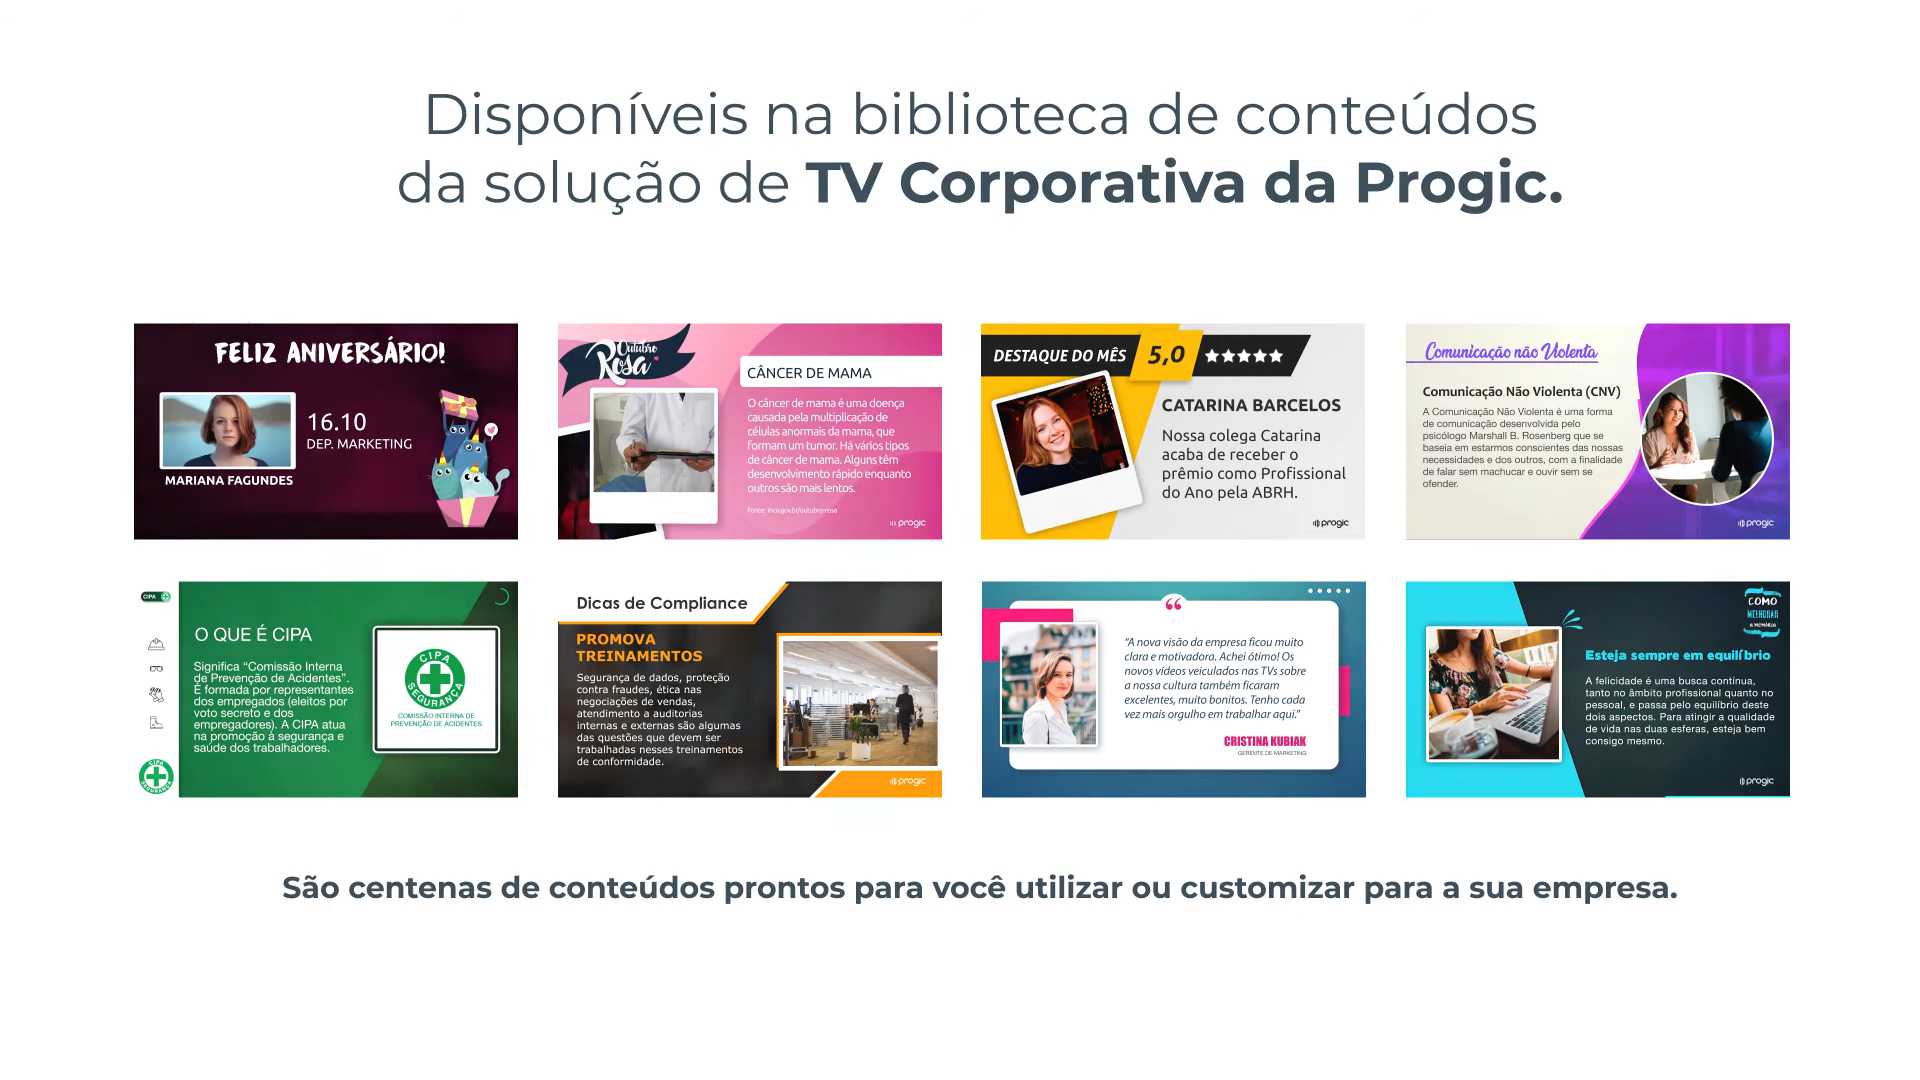 Disponíveis na biblioteca de conteúdos
da solução de TV Corporativa da Progic.
FELIZ ANIVERSÁRIO!
16.10
DEP. MARKETING
MARIANA FAGUNDES
Outubro
Rosa
CÂNCER DE MAMA
O câncer de mama é uma doença
causada pela multiplicação de
células anormais da mama, que
formam um tumor. Há vários tipos
de câncer de mama. Alguns têm
desenvolvimento rápido enquanto
outros são mais lentos.
Fonte: inca.gov.br/outubro-rosa
progic
DESTAQUE DO MÊS 5,0
CATARINA BARCELOS
Nossa colega Catarina
acaba de receber o
prêmio como Profissional
do Ano pela ABRH.
progic
Comunicação não Violenta
Comunicação Não Violenta (CNV)
A Comunicação Não Violenta é uma forma
de comunicação desenvolvida pelo
psicólogo Marshall B. Rosenberg que se
baseia em estarmos conscientes das nossas
necessidades e dos outros, com a finalidade
de falar sem machucar e ouvir sem se
ofender.
progic
CIPA
O QUE É CIPA
Significa “Comissão Interna
de Prevenção de Acidentes”.
É formada por representantes
dos empregados (eleitos por
voto secreto e dos
empregadores). A CIPA atua
na promoção à segurança e
saúde dos trabalhadores.
CIPA
SEGURANÇA
COMISSÃO INTERNA DE
PREVENÇÃO DE ACIDENTES
CIPA
SEGURANÇA
Dicas de Compliance
PROMOVA
TREINAMENTOS
Segurança de dados, proteção
contra fraudes, ética nas
negociações de vendas,
atendimento a auditorias
internas e externas são algumas
das questões que devem ser
trabalhadas nesses treinamentos
de conformidade.
progic
“A nova visão da empresa ficou muito
clara e motivadora. Achei ótimo! Os
novos vídeos veiculados nas TVs sobre
a nossa cultura também ficaram
excelentes, muito bonitos. Tenho cada
vez mais orgulho em trabalhar aqui.”
CRISTINA KUBIAK
GERENTE DE MARKETING
COMO
MELHORAR
A MEMÓRIA
Esteja sempre em equilíbrio
A felicidade é uma busca contínua,
tanto no âmbito profissional quanto no
pessoal, e passa pelo equilíbrio deste
dois aspectos. Para atingir a qualidade
de vida nas duas esferas, esteja bem
consigo mesmo.
progic
São centenas de conteúdos prontos para você utilizar ou customizar para a sua empresa.